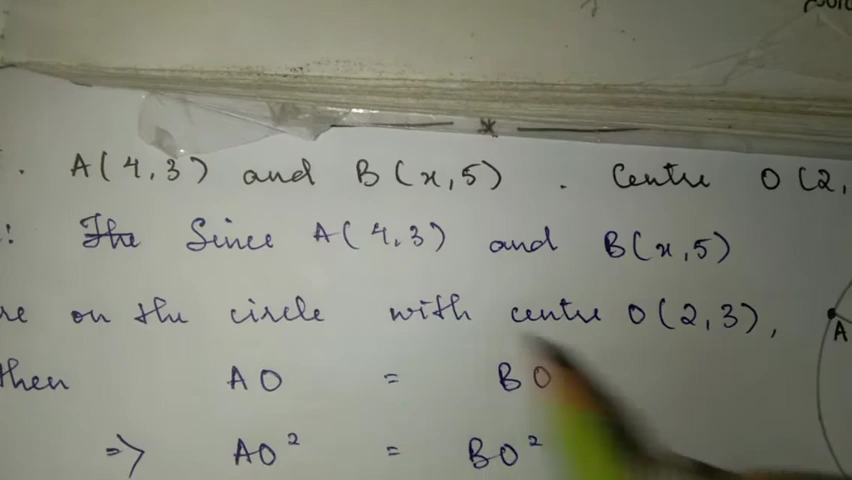 . A(4,3) and B(x,5) . Centre O(2,
: The Since A(4,3) and B(x,5)
re on the circle with centre O(2,3),
A
then AO = BO
=> AO² = BO²